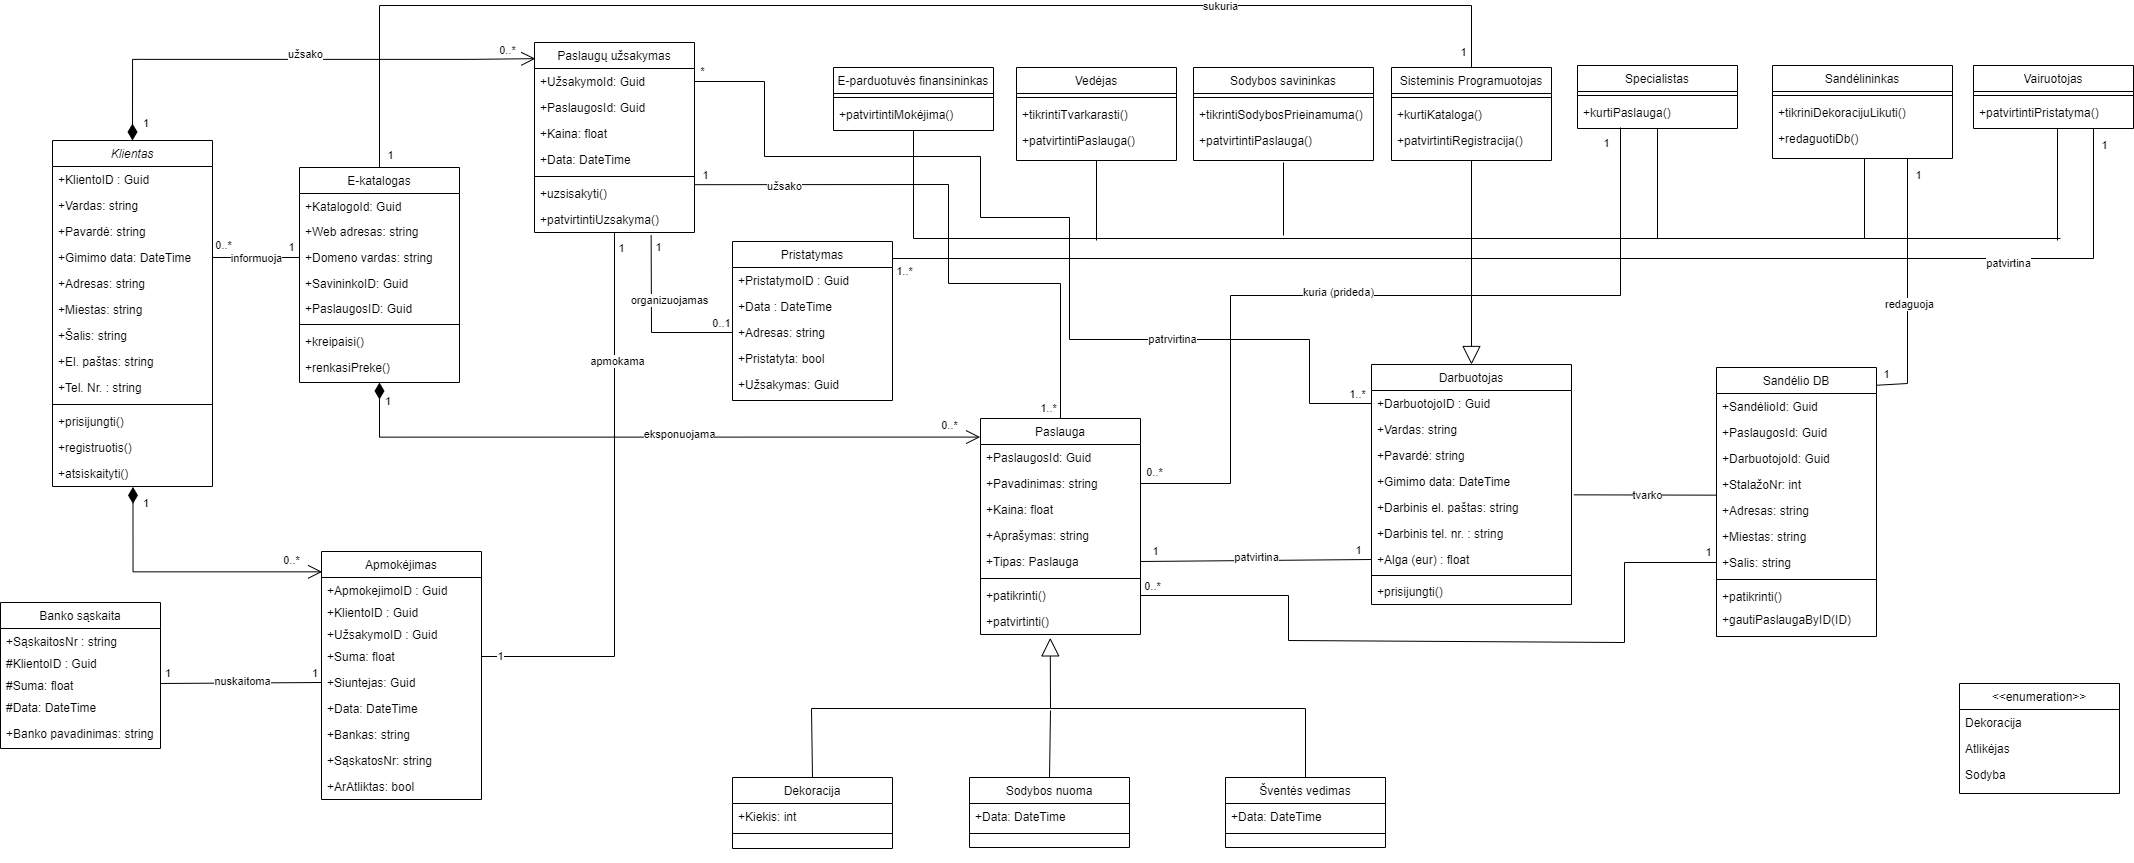 sukuria
1
1
užsako
0..*
1
Klientas
+KlientoID : Guid
+Vardas: string
+Pavardė: string
+Gimimo data: DateTime
+Adresas: string
+Miestas: string
+Šalis: string
+El. paštas: string
+Tel. Nr. : string
+prisijungti()
+registruotis()
+atsiskaityti()
1
0..*
informuoja
1
E-katalogas
+KatalogoId: Guid
+Web adresas: string
+Domeno vardas: string
+SavininkoID: Guid
+PaslaugosID: Guid
+kreipaisi()
+renkasiPreke()
1
eksponuojama
0..*
Paslaugų užsakymas
+UžsakymoId: Guid
+PaslaugosId: Guid
+Kaina: float
+Data: DateTime
+uzsisakyti()
+patvirtintiUzsakyma()
*
1
užsako
1..*
1
apmokama
1
1
organizuojamas
0..1
Pristatymas
+PristatymoID : Guid
+Data : DateTime
+Adresas: string
+Pristatyta: bool
+Užsakymas: Guid
1..*
patvirtina
1
E-parduotuvės finansininkas
+patvirtintiMokėjima()
Vedėjas
+tikrintiTvarkarasti()
+patvirtintiPaslauga()
Sodybos savininkas
+tikrintiSodybosPrieinamuma()
+patvirtintiPaslauga()
Sisteminis Programuotojas
+kurtiKataloga()
+patvirtintiRegistracija()
Specialistas
+kurtiPaslauga()
1
kuria (prideda)
0..*
Sandėlininkas
+tikriniDekoracijuLikuti()
+redaguotiDb()
1
redaguoja
1
Vairuotojas
+patvirtintiPristatyma()
patrvirtina
1..*
Darbuotojas
+DarbuotojoID : Guid
+Vardas: string
+Pavardė: string
+Gimimo data: DateTime
+Darbinis el. paštas: string
+Darbinis tel. nr. : string
+Alga (eur) : float
+prisijungti()
tvarko
Sandėlio DB
+SandėlioId: Guid
+PaslaugosId: Guid
+DarbuotojoId: Guid
+StalažoNr: int
+Adresas: string
+Miestas: string
+Salis: string
+patikrinti()
+gautiPaslaugaByID(ID)
1
0..*
Paslauga
+PaslaugosId: Guid
+Pavadinimas: string
+Kaina: float
+Aprašymas: string
+Tipas: Paslauga
+patikrinti()
+patvirtinti()
1
patvirtina
1
0..*
Apmokėjimas
+ApmokejimoID : Guid
+KlientoID : Guid
+UžsakymoID : Guid
+Suma: float
+Siuntejas: Guid
+Data: DateTime
+Bankas: string
+SąskatosNr: string
+ArAtliktas: bool
Banko sąskaita
+SąskaitosNr : string
#KlientoID : Guid
#Suma: float
#Data: DateTime
+Banko pavadinimas: string
1
nuskaitoma
1
Dekoracija
+Kiekis: int
Sodybos nuoma
+Data: DateTime
Šventės vedimas
+Data: DateTime
<<enumeration>>
Dekoracija
Atlikėjas
Sodyba